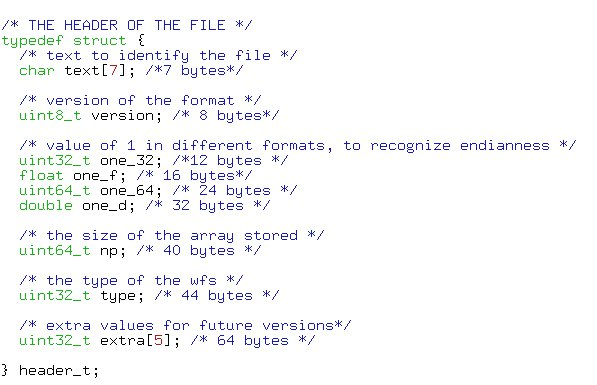 /* THE HEADER OF THE FILE */
typedef struct {
/* text to identify the file */
char text[7]; /*7 bytes*/
/* version of the format */
uint8_t version; /* 8 bytes*/
/* value of 1 in different formats, to recognize endianness */
uint32_t one_32; /*12 bytes */
float one_f; /* 16 bytes*/
uint64_t one_64; /* 24 bytes */
double one_d; /* 32 bytes */
/* the size of the array stored */
uint64_t np; /* 40 bytes */
/* the type of the wfs */
uint32_t type; /* 44 bytes */
/* extra values for future versions*/
uint32_t extra[5]; /* 64 bytes */
} header_t;